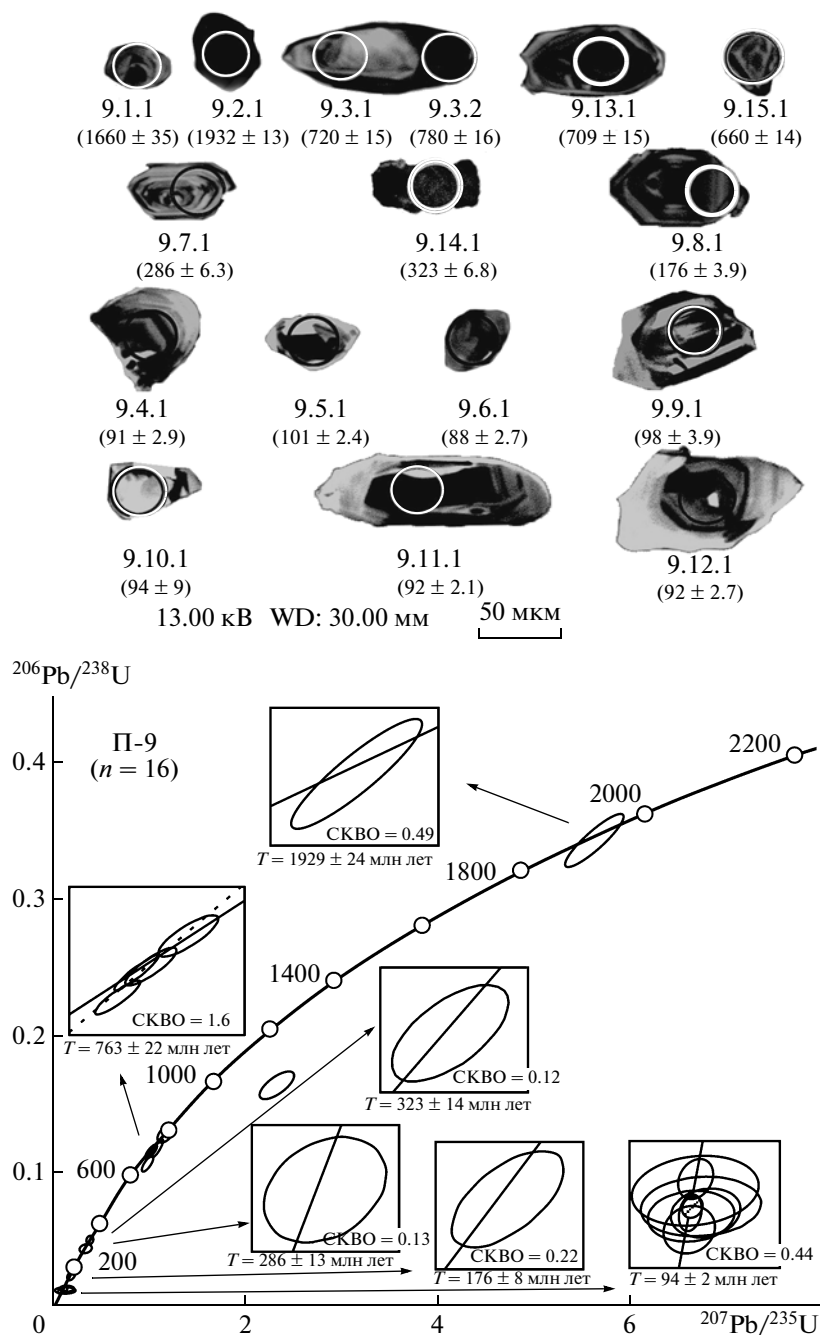 9.1.1 9.2.1 9.3.1 9.3.2 9.13.1 9.15.1
(1660 ± 35) (1932 ± 13) (720 ± 15) (780 ± 16) (709 ± 15) (660 ± 14)
9.7.1 9.14.1 9.8.1
(286 ± 6.3) (323 ± 6.8) (176 ± 3.9)
9.4.1 9.5.1 9.6.1 9.9.1
(91 ± 2.9) (101 ± 2.4) (88 ± 2.7) (98 ± 3.9)
9.10.1 9.11.1 9.12.1
(94 ± 9) (92 ± 2.1) (92 ± 2.7)
13.00 кВ WD: 30.00 мм 50 мкм
²⁰⁶Pb/²³⁸U
П-9
(n = 16)
0.4
0.3
0.2
0.1
0
2
4
6
²⁰⁷Pb/²³⁵U
2200
2000
1800
1400
1000
600
200
СКВО = 0.49
T = 1929 ± 24 млн лет
СКВО = 1.6
T = 763 ± 22 млн лет
СКВО = 0.12
T = 323 ± 14 млн лет
СКВО = 0.13
T = 286 ± 13 млн лет
СКВО = 0.22
T = 176 ± 8 млн лет
СКВО = 0.44
T = 94 ± 2 млн лет